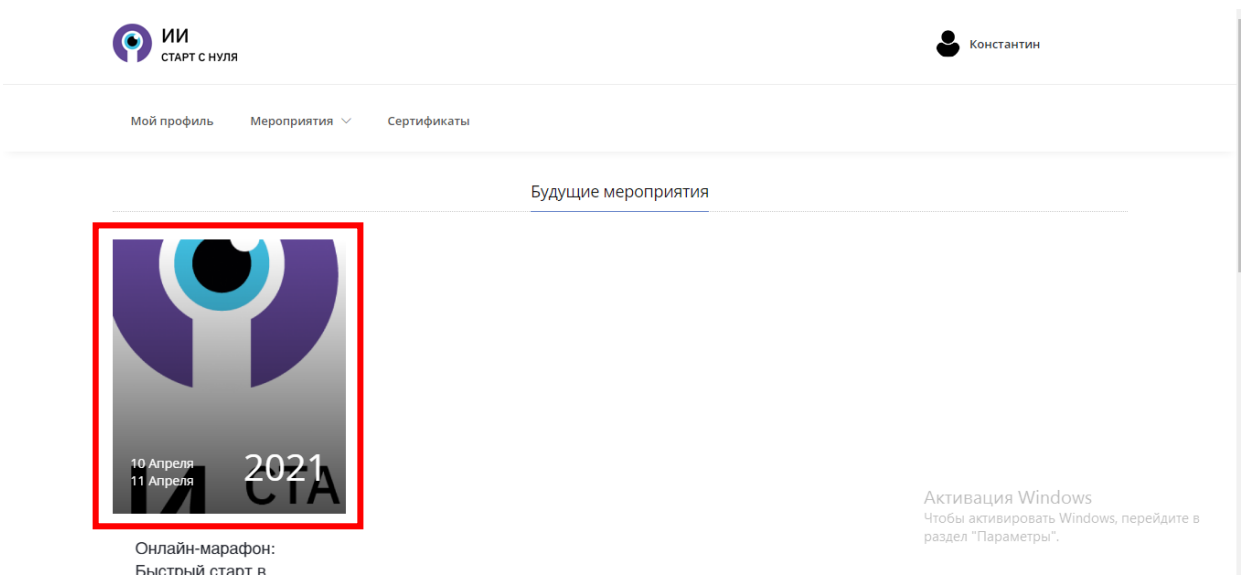 ИИ
СТАРТ С НУЛЯ
Константин
Мой профиль Мероприятия Сертификаты
Будущие мероприятия
10 Апреля
11 Апреля
2021
И СТА
Онлайн-марафон:
Быстрый старт в
Активация Windows
Чтобы активировать Windows, перейдите в
раздел "Параметры".